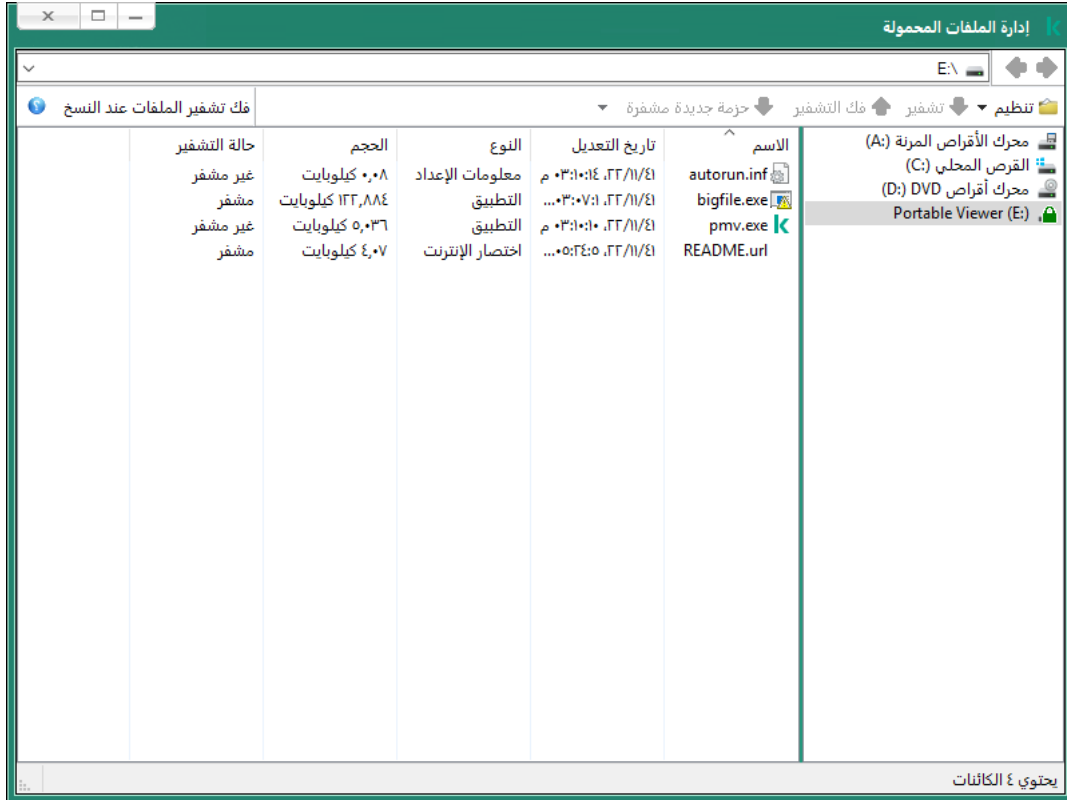 إدارة الملفات المحمولة
E:\
تنظيم تشفير فك التشفير حزمة جديدة مشفرة فك تشفير الملفات عند النسخ
محرك الأقراص المرنة (A:)
القرص المحلي (C:)
محرك أقراص DVD (D:)
Portable Viewer (E:)
الاسم تاريخ التعديل النوع الحجم حالة التشفير
autorun.inf ٢٢/١١/٤١، ٠٣:١٠:١٤ م معلومات الإعداد ٠,٠٨ كيلوبايت غير مشفر
bigfile.exe ٢٢/١١/٤١، ٠٣:٠٧:١... التطبيق ١٢٢,٨٨٤ كيلوبايت مشفر
pmv.exe ٢٢/١١/٤١، ٠٣:١٠:١٠ م التطبيق ٥,٠٣٦ كيلوبايت غير مشفر
README.url ٢٢/١١/٤١، ٠٥:٢٤:٥... اختصار الإنترنت ٤,٠٧ كيلوبايت مشفر
يحتوي ٤ الكائنات